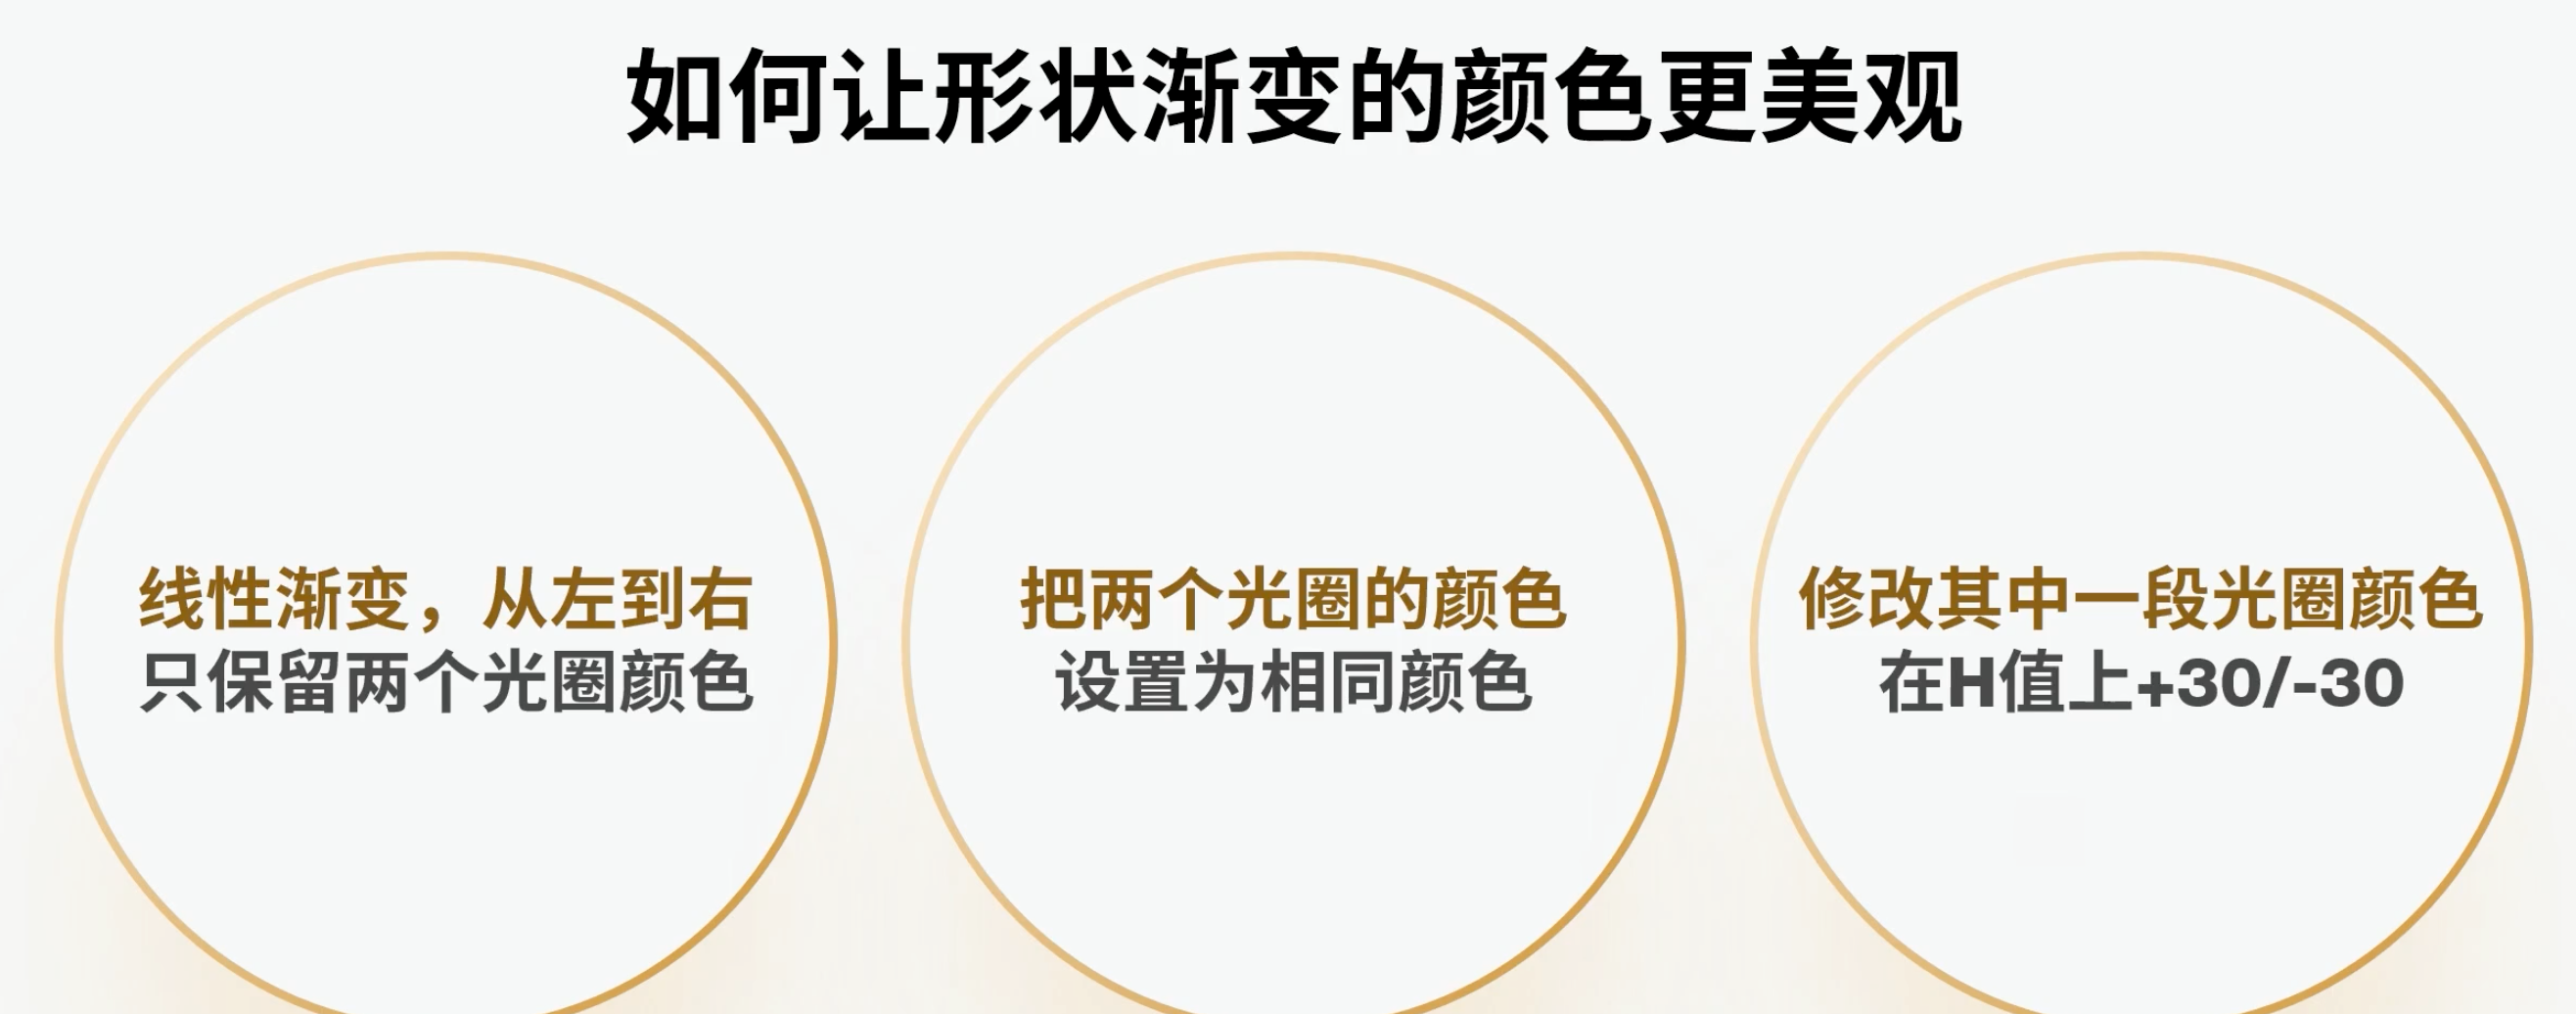 如何让形状渐变的颜色更美观
线性渐变，从左到右
只保留两个光圈颜色
把两个光圈的颜色
设置为相同颜色
修改其中一段光圈颜色
在H值上+30/-30